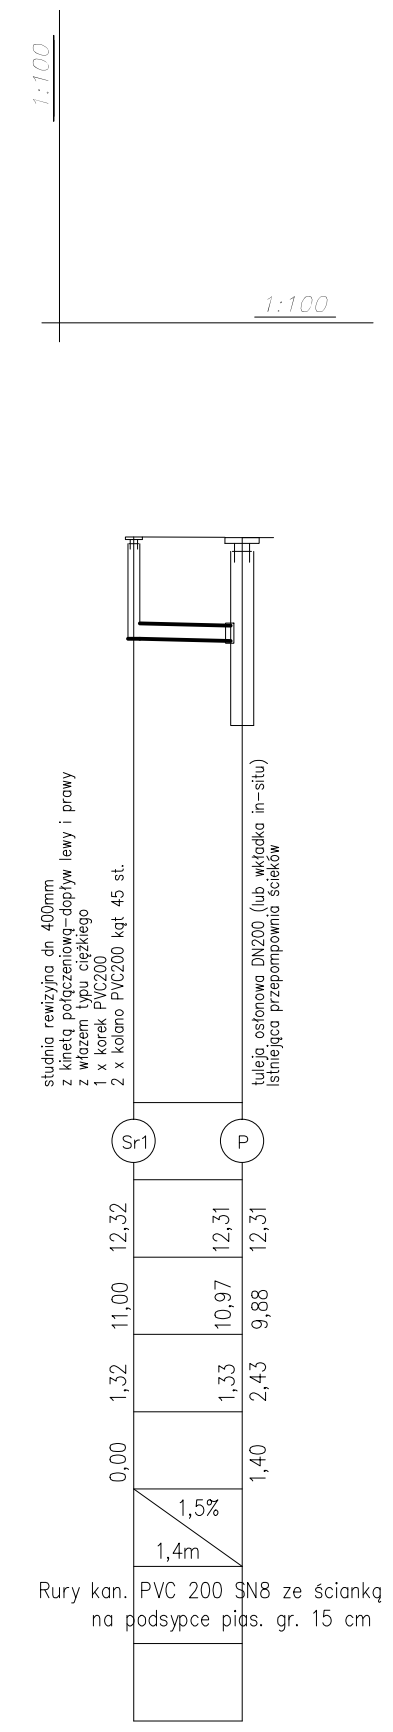 1:100
1:100
studnia rewizyjna dn 400mm
z kinetą połączeniową-dopływ lewy i prawy
z włazem typu ciężkiego
1 x korek PVC200
2 x kolano PVC200 kąt 45 st.
tuleja osłonowa DN200 (lub wkładka in-situ)
Istniejąca przepompownia ścieków
Sr1 P
12,32 12,31 12,31
11,00 10,97 9,88
1,32 1,33 2,43
0,00 1,40
1,5%
1,4m
Rury kan. PVC 200 SN8 ze ścianką
na podsypce pias. gr. 15 cm